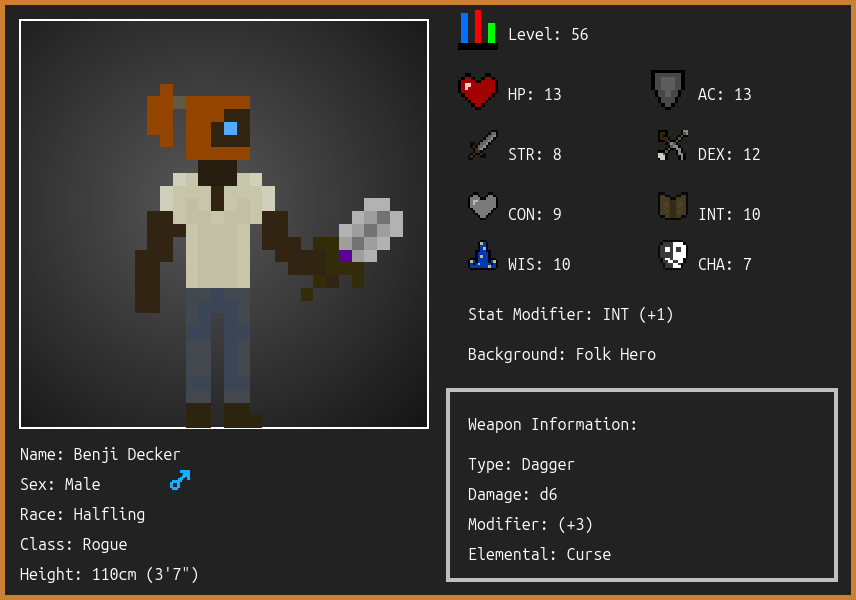 Level: 56
HP: 13
AC: 13
STR: 8
DEX: 12
CON: 9
INT: 10
WIS: 10
CHA: 7
Stat Modifier: INT (+1)
Background: Folk Hero
Weapon Information:
Type: Dagger
Damage: d6
Modifier: (+3)
Elemental: Curse
Name: Benji Decker
Sex: Male
Race: Halfling
Class: Rogue
Height: 110cm (3'7")